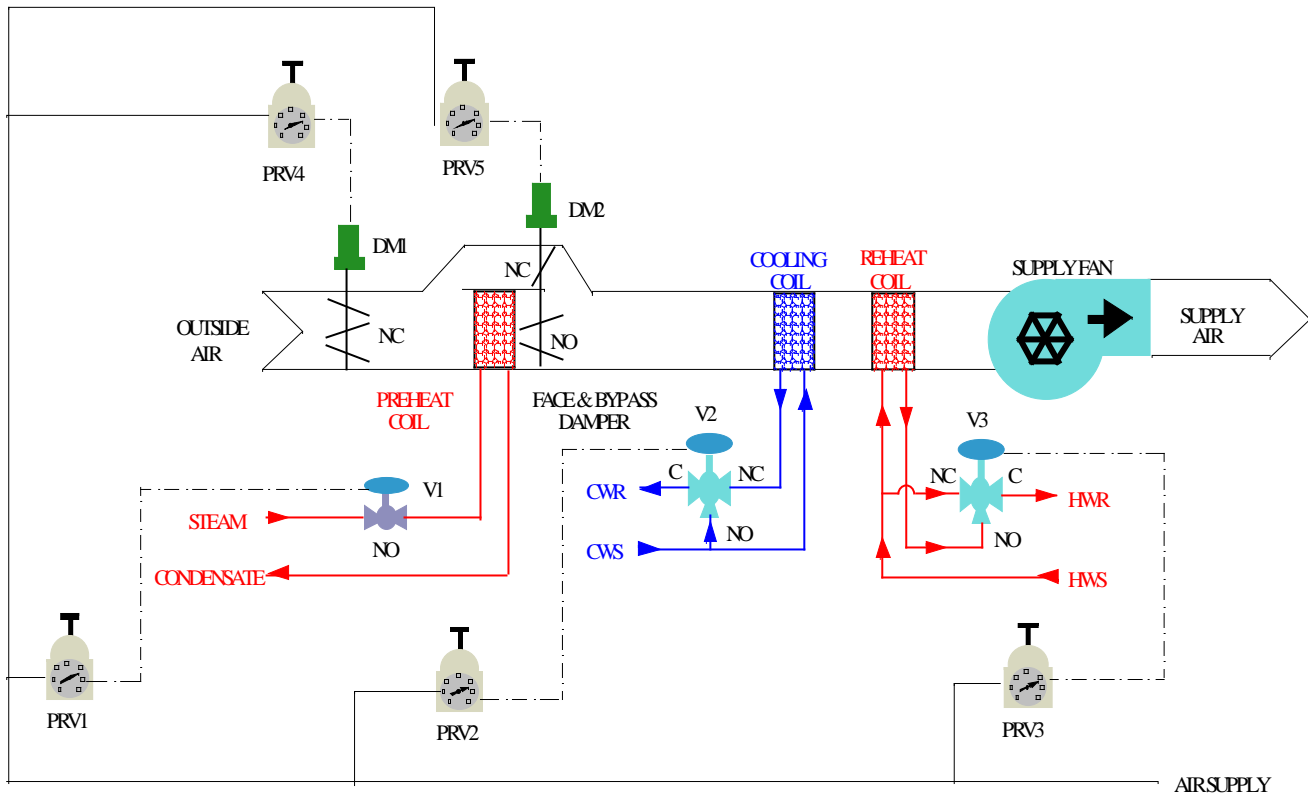 PRV4
PRV5
DM2
DM1
NC
COOLING
COIL
REHEAT
COIL
SUPPLY FAN
OUTSIDE
AIR
NC
NO
SUPPLY
AIR
PREHEAT
COIL
FACE & BYPASS
DAMPER
V2
V3
C
NC
NC
C
V1
CWR
HWR
STEAM
NO
NO
NO
CWS
CONDENSATE
HWS
PRV1
PRV2
PRV3
AIR SUPPLY